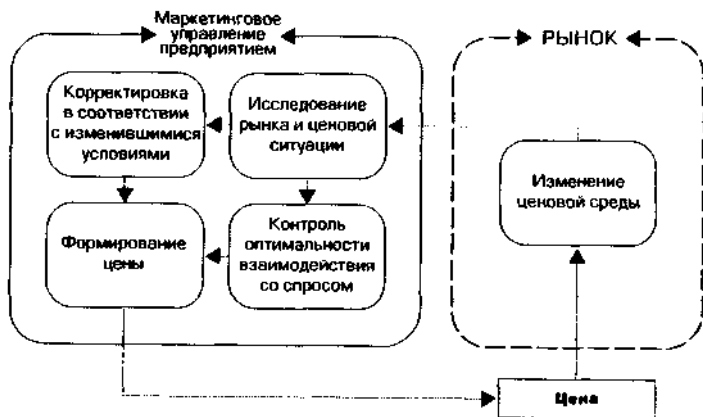 Маркетинговое
управление
предприятием
РЫНОК
Корректировка
в соответствии
с изменившимися
условиями
Исследование
рынка и ценовой
ситуации
Изменение
ценовой среды
Формирование
цены
Контроль
оптимальности
взаимодействия
со спросом
Цена